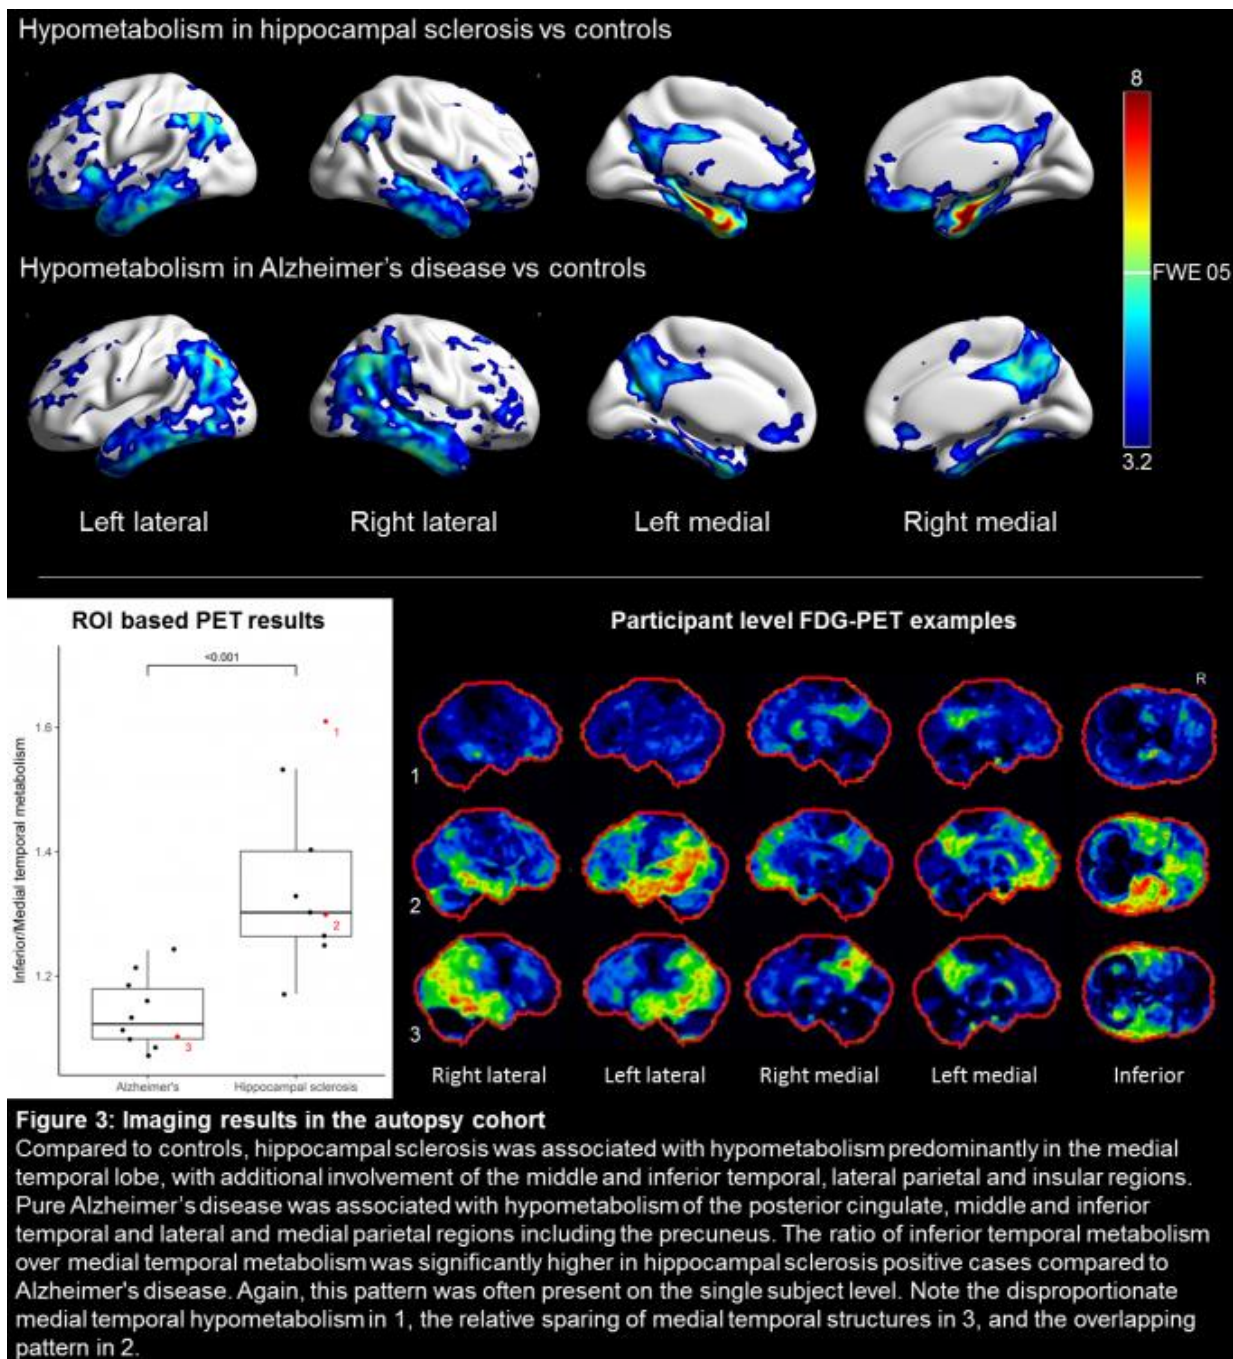 Hypometabolism in hippocampal sclerosis vs controls
8
FWE 05
3.2
Hypometabolism in Alzheimer's disease vs controls
Left lateral
Right lateral
Left medial
Right medial
ROI based PET results
<0.001
1.6
1.4
1.2
Inferior/Medial temporal metabolism
1
2
3
Alzheimer's
Hippocampal sclerosis
Participant level FDG-PET examples
R
1
2
3
Right lateral
Left lateral
Right medial
Left medial
Inferior
Figure 3: Imaging results in the autopsy cohort
Compared to controls, hippocampal sclerosis was associated with hypometabolism predominantly in the medial
temporal lobe, with additional involvement of the middle and inferior temporal, lateral parietal and insular regions.
Pure Alzheimer's disease was associated with hypometabolism of the posterior cingulate, middle and inferior
temporal and lateral and medial parietal regions including the precuneus. The ratio of inferior temporal metabolism
over medial temporal metabolism was significantly higher in hippocampal sclerosis positive cases compared to
Alzheimer's disease. Again, this pattern was often present on the single subject level. Note the disproportionate
medial temporal hypometabolism in 1, the relative sparing of medial temporal structures in 3, and the overlapping
pattern in 2.